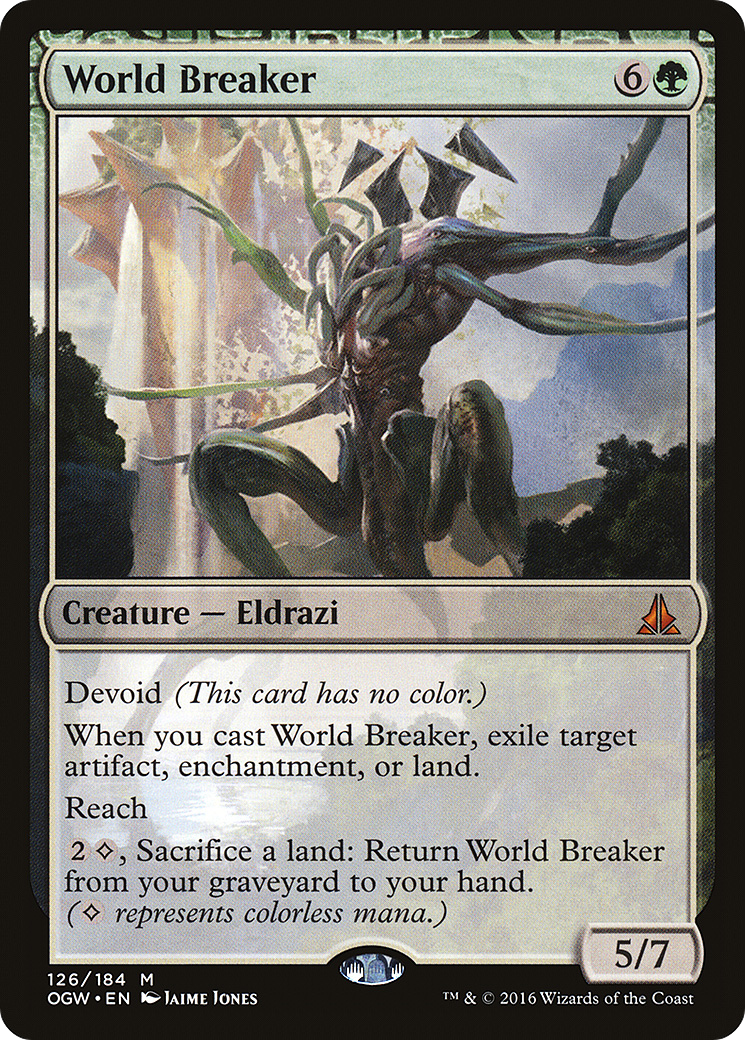 World Breaker 6
Creature — Eldrazi
Devoid (This card has no color.)
When you cast World Breaker, exile target
artifact, enchantment, or land.
Reach
2 , Sacrifice a land: Return World Breaker
from your graveyard to your hand.
( represents colorless mana.)
5/7
126/184 M
OGW • EN Jaime Jones
™ & © 2016 Wizards of the Coast